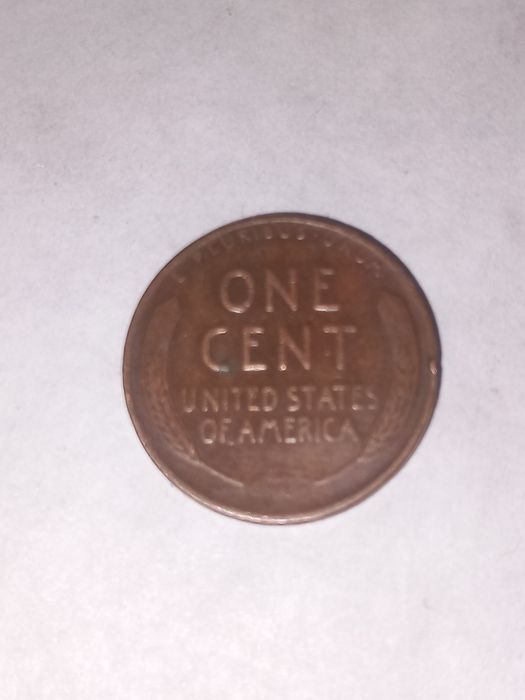 E·PLURIBUS·UNUM
ONE
CENT
UNITED STATES
OF AMERICA